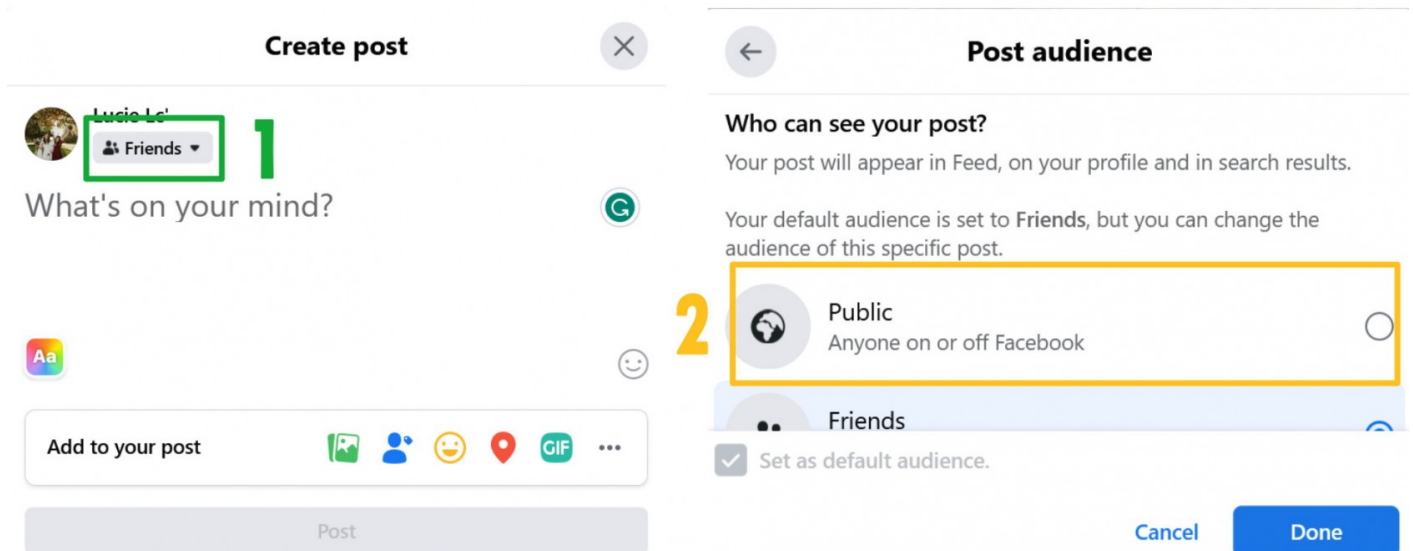 Create post
Lucie Lc'
Friends
1
What's on your mind?
G
Aa
Add to your post
GIF
Post
Post audience
Who can see your post?
Your post will appear in Feed, on your profile and in search results.
Your default audience is set to Friends, but you can change the
audience of this specific post.
2
Public
Anyone on or off Facebook
Friends
Set as default audience.
Cancel
Done